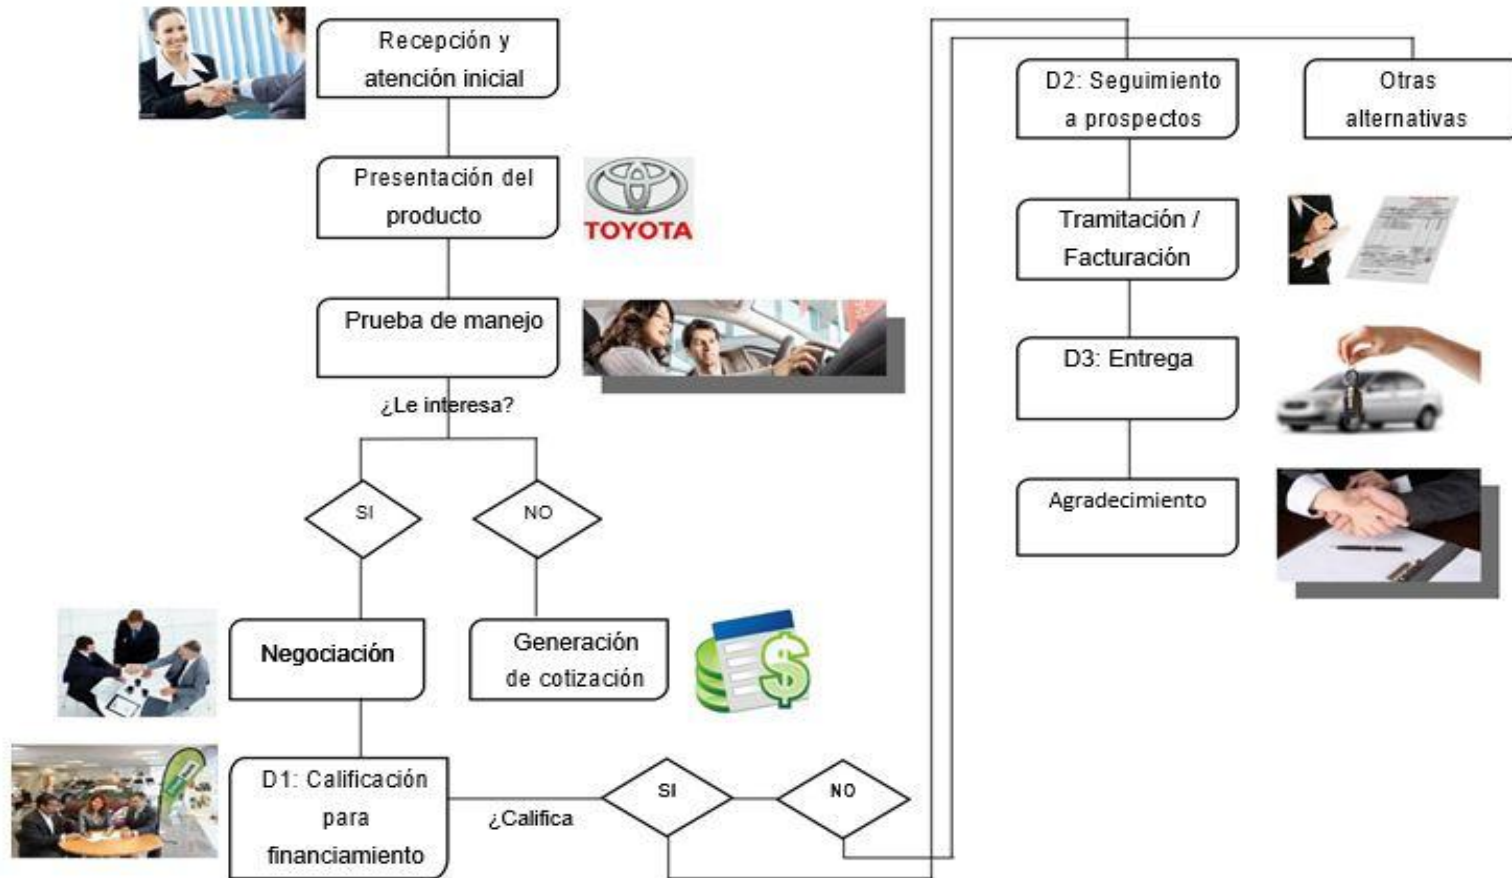 Recepción y
atención inicial
Presentación del
producto
TOYOTA
Prueba de manejo
¿Le interesa?
SI
NO
Negociación
Generación
de cotización
D1: Calificación
para
financiamiento
¿Califica
SI
NO
D2: Seguimiento
a prospectos
Otras
alternativas
Tramitación /
Facturación
D3: Entrega
Agradecimiento